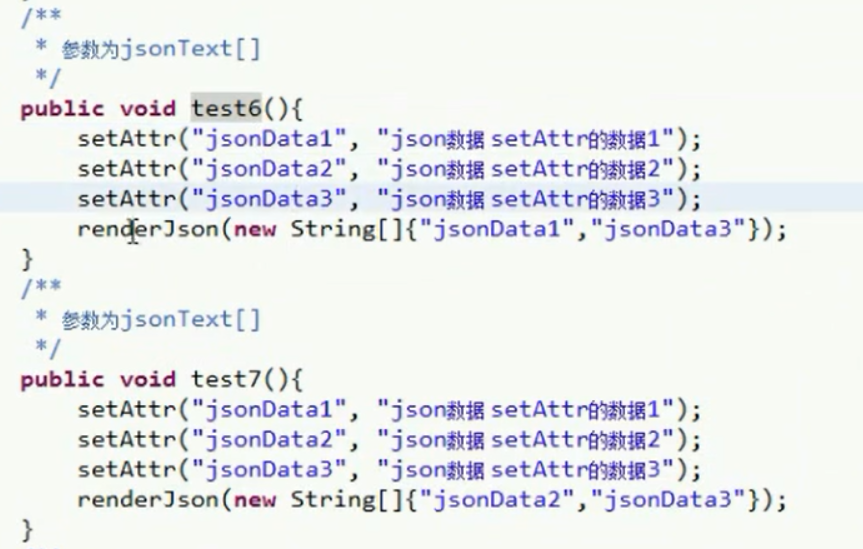 /**
 * 参数为jsonText[]
 */
public void test6(){
    setAttr("jsonData1", "json数据 setAttr的数据1");
    setAttr("jsonData2", "json数据 setAttr的数据2");
    setAttr("jsonData3", "json数据 setAttr的数据3");
    renderJson(new String[]{"jsonData1","jsonData3"});
}
/**
 * 参数为jsonText[]
 */
public void test7(){
    setAttr("jsonData1", "json数据 setAttr的数据1");
    setAttr("jsonData2", "json数据 setAttr的数据2");
    setAttr("jsonData3", "json数据 setAttr的数据3");
    renderJson(new String[]{"jsonData2","jsonData3"});
}